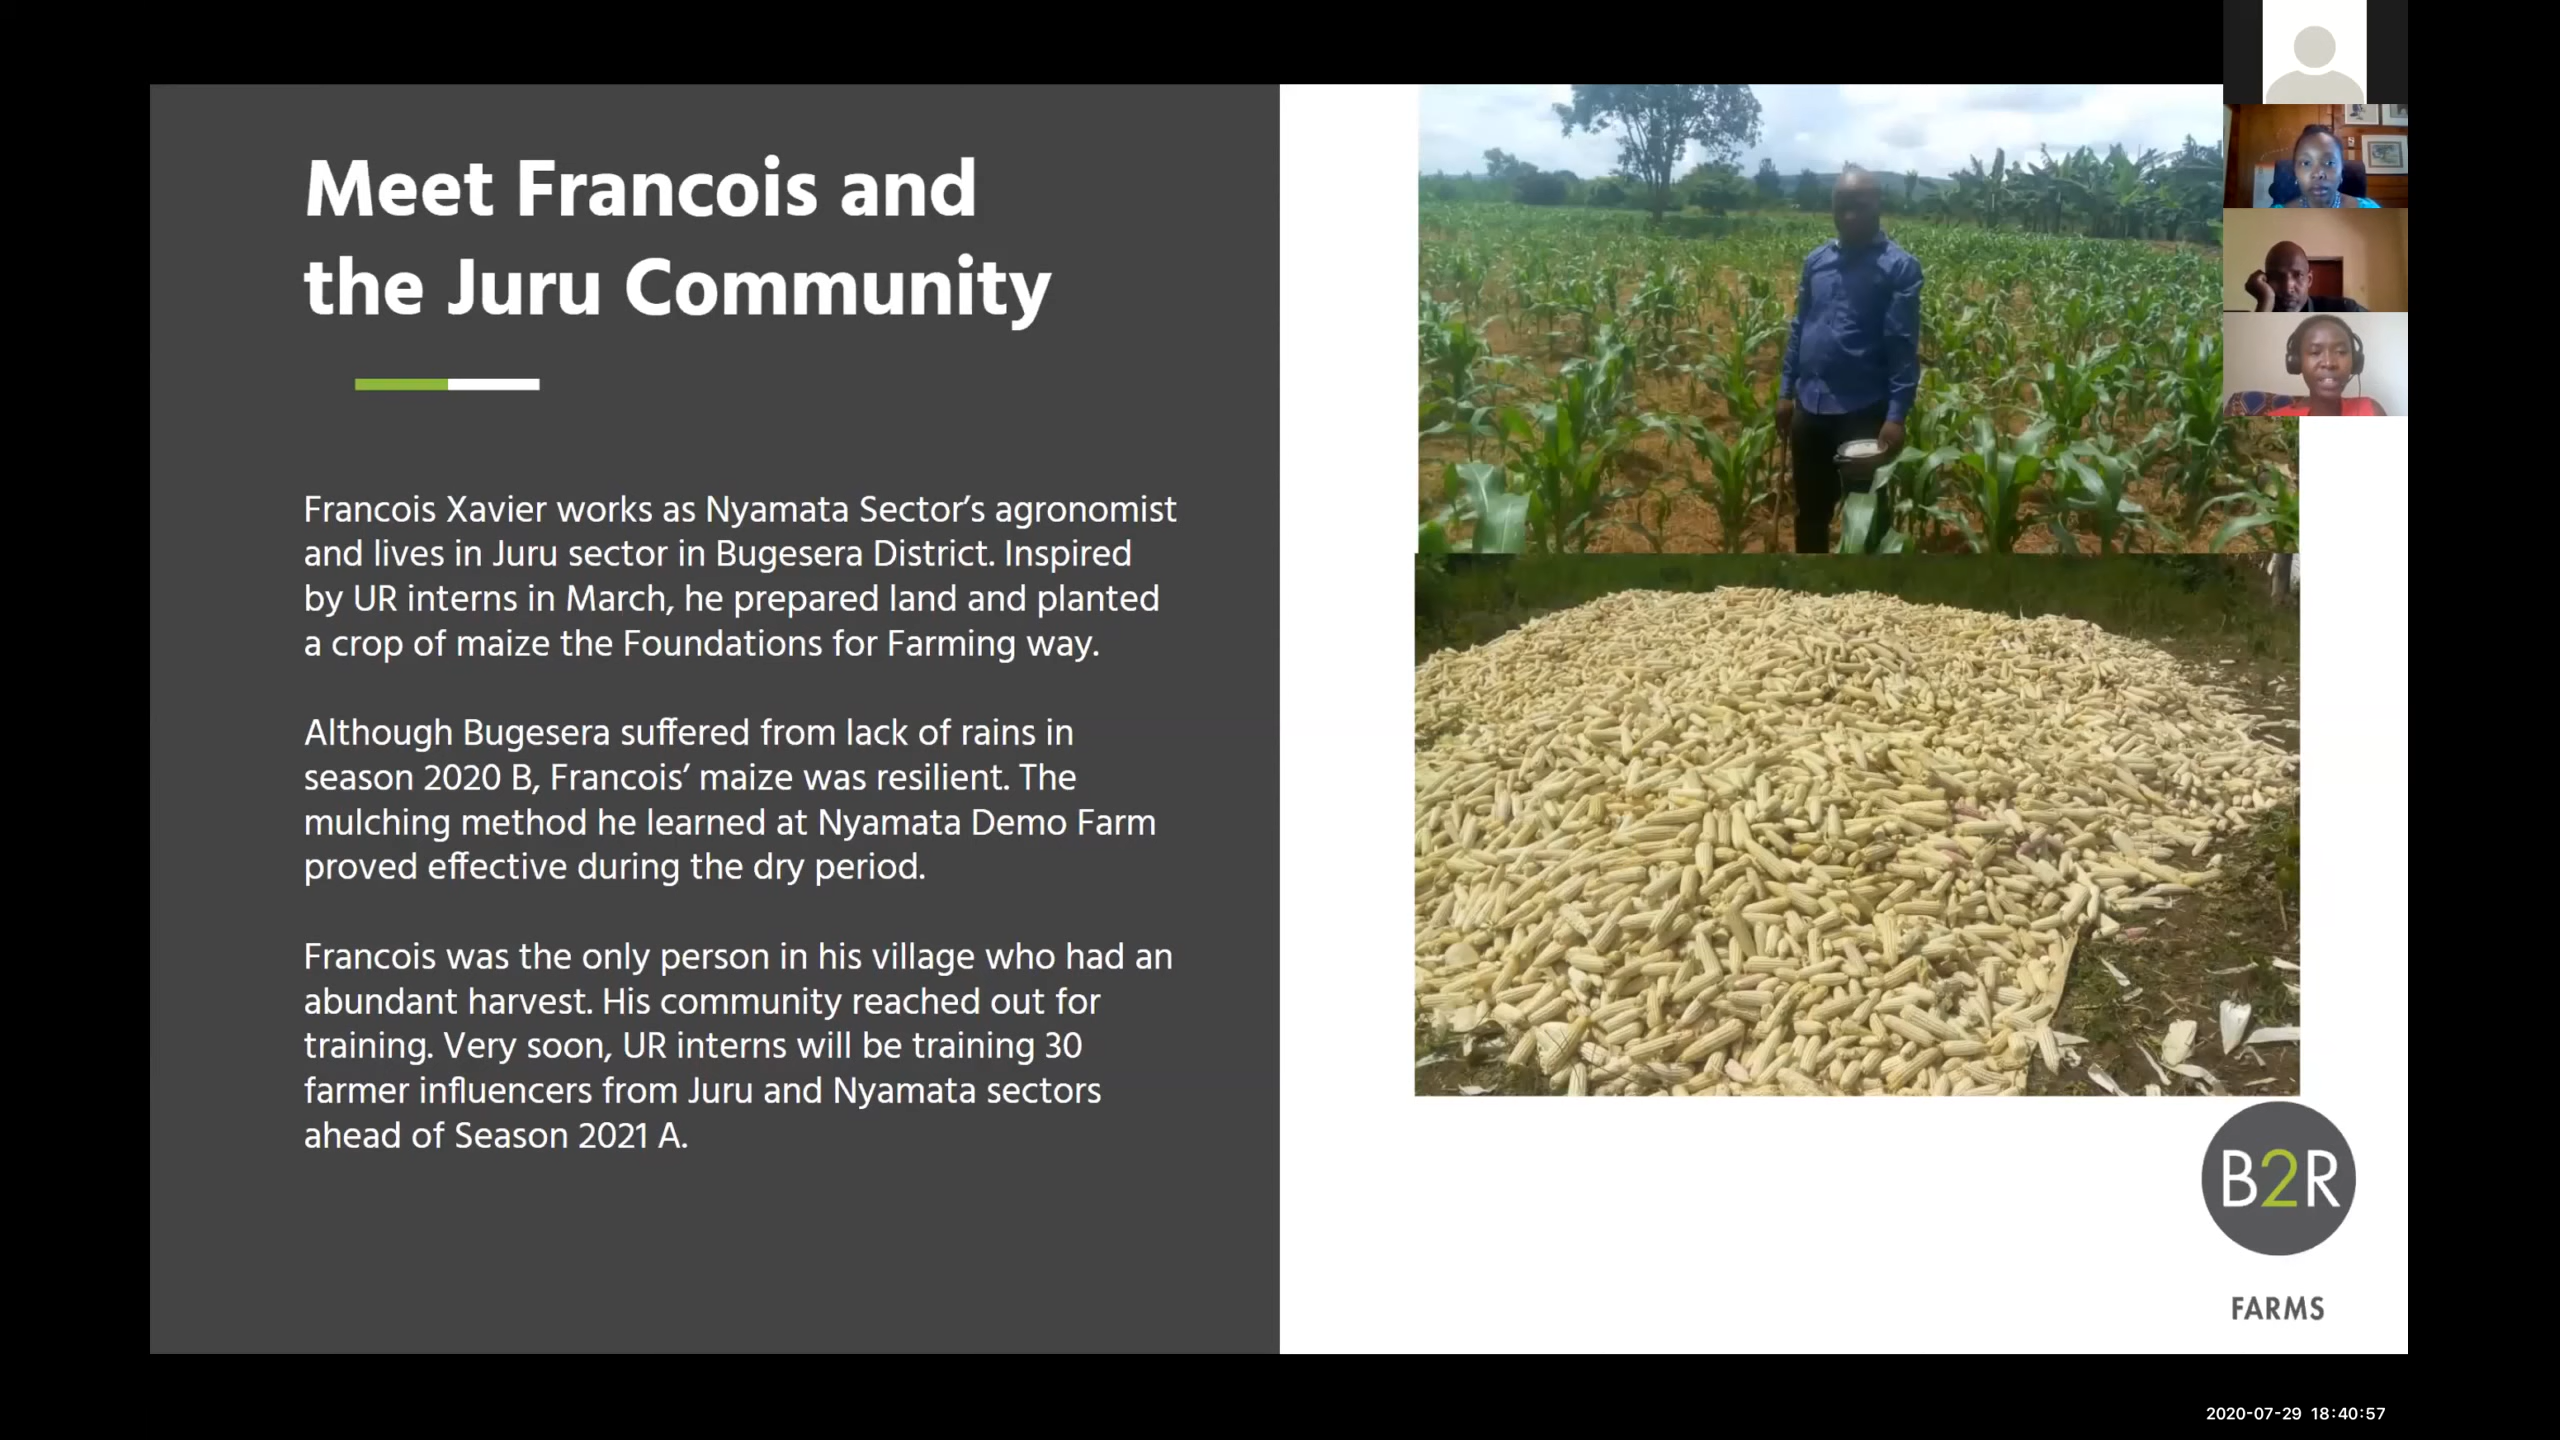 Meet Francois and
the Juru Community
Francois Xavier works as Nyamata Sector’s agronomist
and lives in Juru sector in Bugesera District. Inspired
by UR interns in March, he prepared land and planted
a crop of maize the Foundations for Farming way.
Although Bugesera suffered from lack of rains in
season 2020 B, Francois’ maize was resilient. The
mulching method he learned at Nyamata Demo Farm
proved effective during the dry period.
Francois was the only person in his village who had an
abundant harvest. His community reached out for
training. Very soon, UR interns will be training 30
farmer influencers from Juru and Nyamata sectors
ahead of Season 2021 A.
B2R
FARMS
2020-07-29 18:40:57